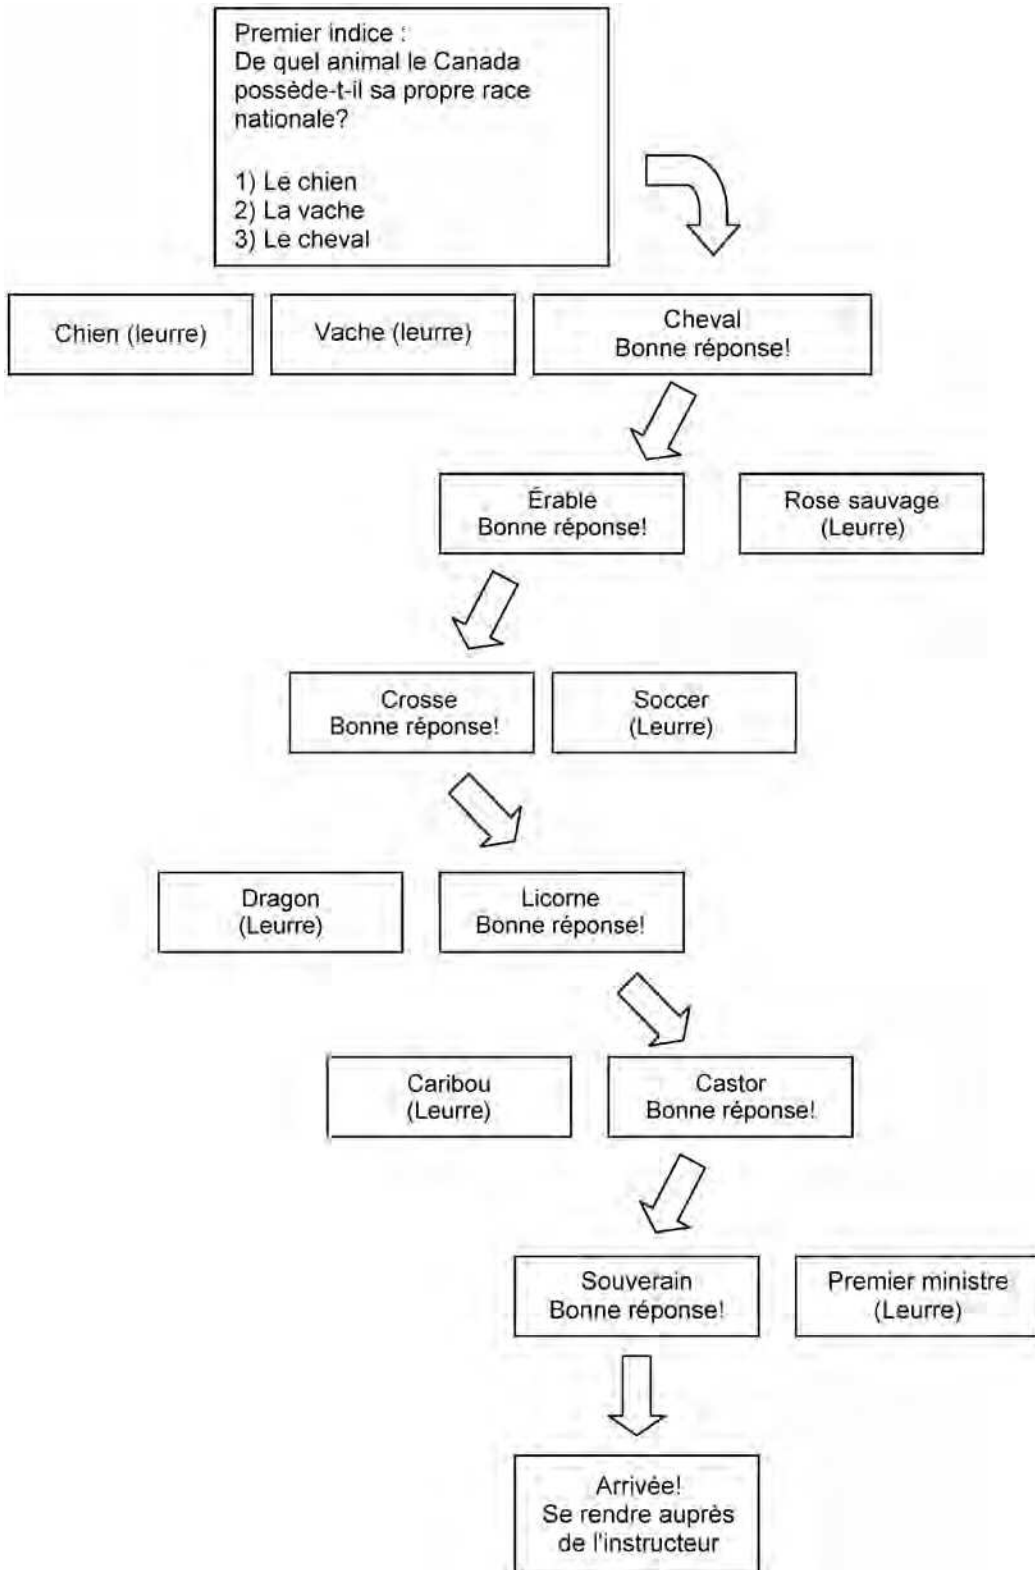 Premier indice :
De quel animal le Canada
possède-t-il sa propre race
nationale?
1) Le chien
2) La vache
3) Le cheval
Chien (leurre)
Vache (leurre)
Cheval
Bonne réponse!
Érable
Bonne réponse!
Rose sauvage
(Leurre)
Crosse
Bonne réponse!
Soccer
(Leurre)
Dragon
(Leurre)
Licorne
Bonne réponse!
Caribou
(Leurre)
Castor
Bonne réponse!
Souverain
Bonne réponse!
Premier ministre
(Leurre)
Arrivée!
Se rendre auprès
de l'instructeur